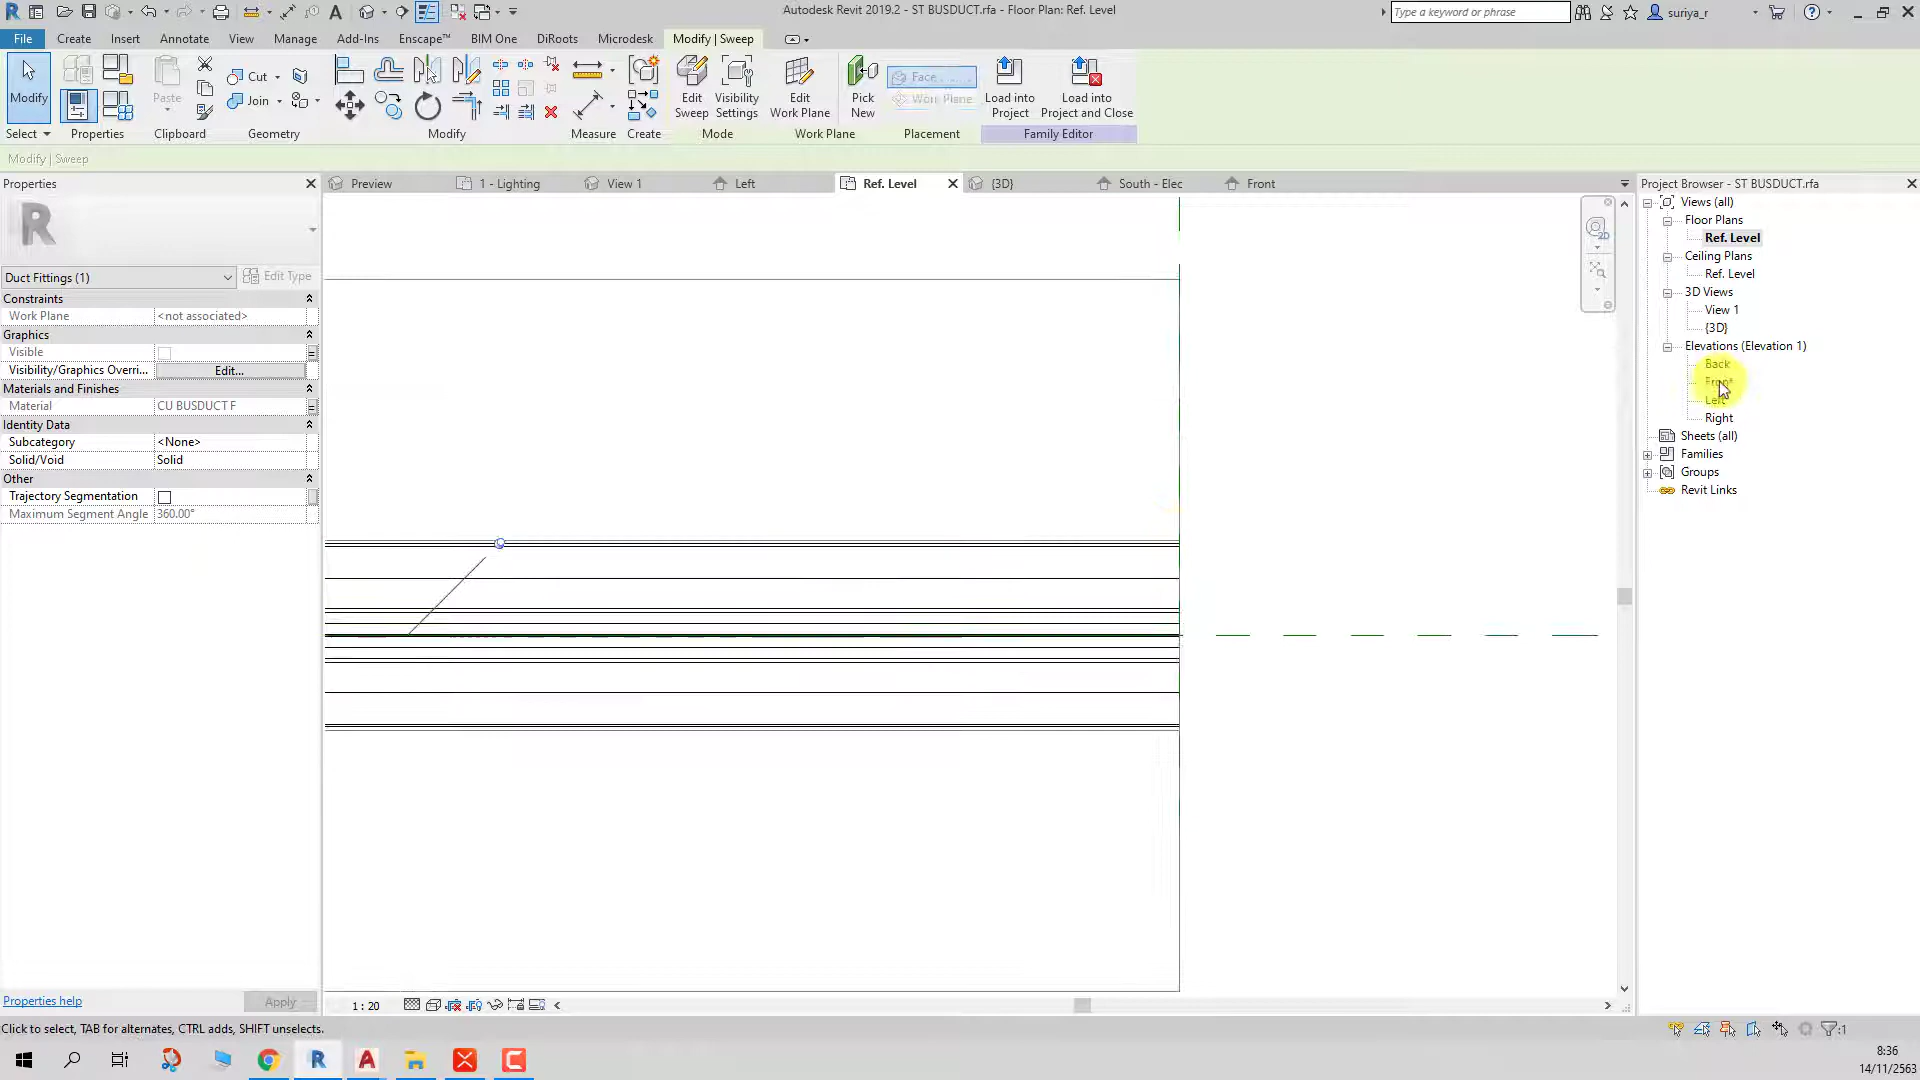 Autodesk Revit 2019.2 - ST BUSDUCT.rfa - Floor Plan: Ref. Level
Type a keyword or phrase
suriya_r
File Create Insert Annotate View Manage Add-Ins Enscape™ BIM One DiRoots Microdesk Modify | Sweep
Modify
Paste
Cut
Join
Edit Sweep
Visibility Settings
Edit Work Plane
Pick New
Face
Work Plane
Load into Project
Load into Project and Close
Select Properties Clipboard Geometry Modify Measure Create Mode Work Plane Placement Family Editor
Modify | Sweep
Properties
Preview 1 - Lighting View 1 Left Ref. Level {3D} South - Elec Front
Project Browser - ST BUSDUCT.rfa
Duct Fittings (1) Edit Type
Constraints
Work Plane <not associated>
Graphics
Visible
Visibility/Graphics Overri... Edit...
Materials and Finishes
Material CU BUSDUCT F
Identity Data
Subcategory <None>
Solid/Void Solid
Other
Trajectory Segmentation
Maximum Segment Angle 360.00°
2D
Views (all)
Floor Plans
Ref. Level
Ceiling Plans
Ref. Level
3D Views
View 1
{3D}
Elevations (Elevation 1)
Back
Front
Left
Right
Sheets (all)
Families
Groups
Revit Links
Properties help Apply
1 : 20
Click to select, TAB for alternates, CTRL adds, SHIFT unselects.
:1
8:36
14/11/2563